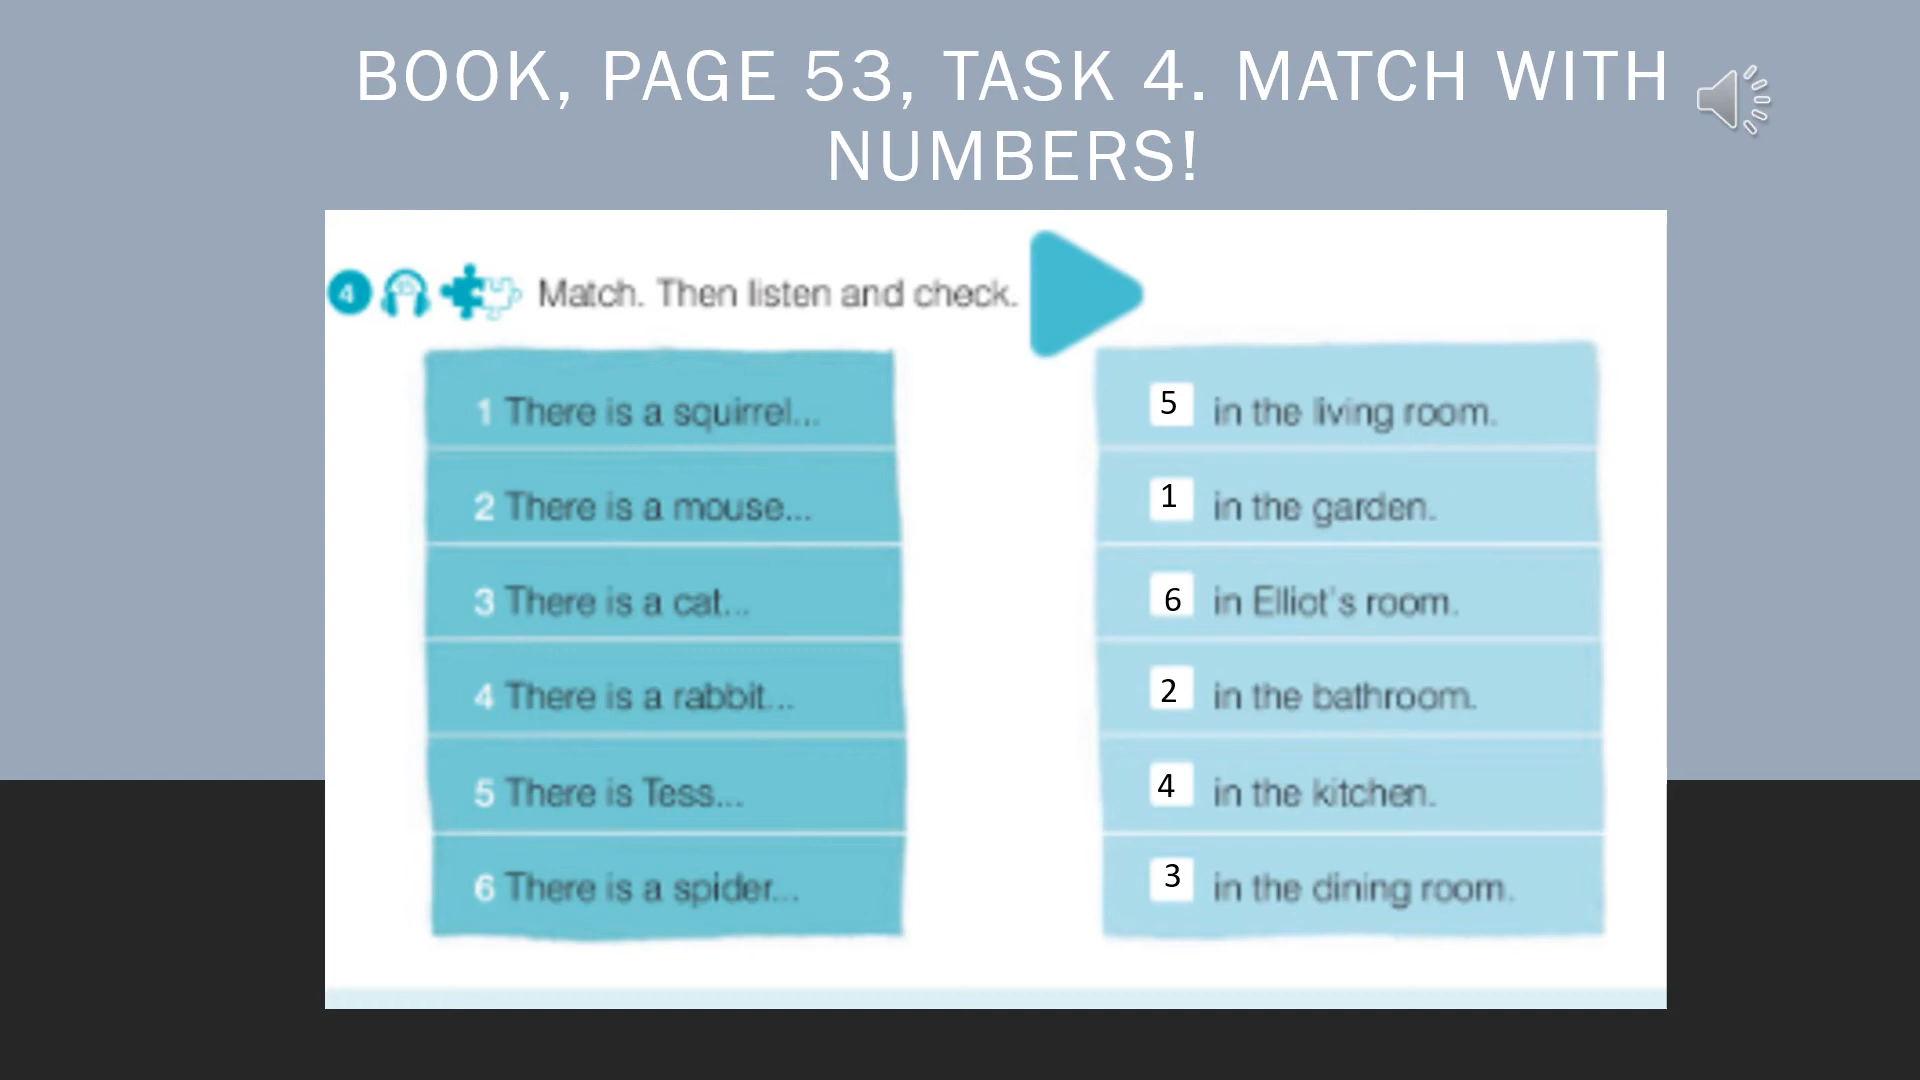 BOOK, PAGE 53, TASK 4. MATCH WITH
NUMBERS!
4 Match. Then listen and check.
1 There is a squirrel...
2 There is a mouse...
3 There is a cat...
4 There is a rabbit...
5 There is Tess...
6 There is a spider...
5 in the living room.
1 in the garden.
6 in Elliot's room.
2 in the bathroom.
4 in the kitchen.
3 in the dining room.